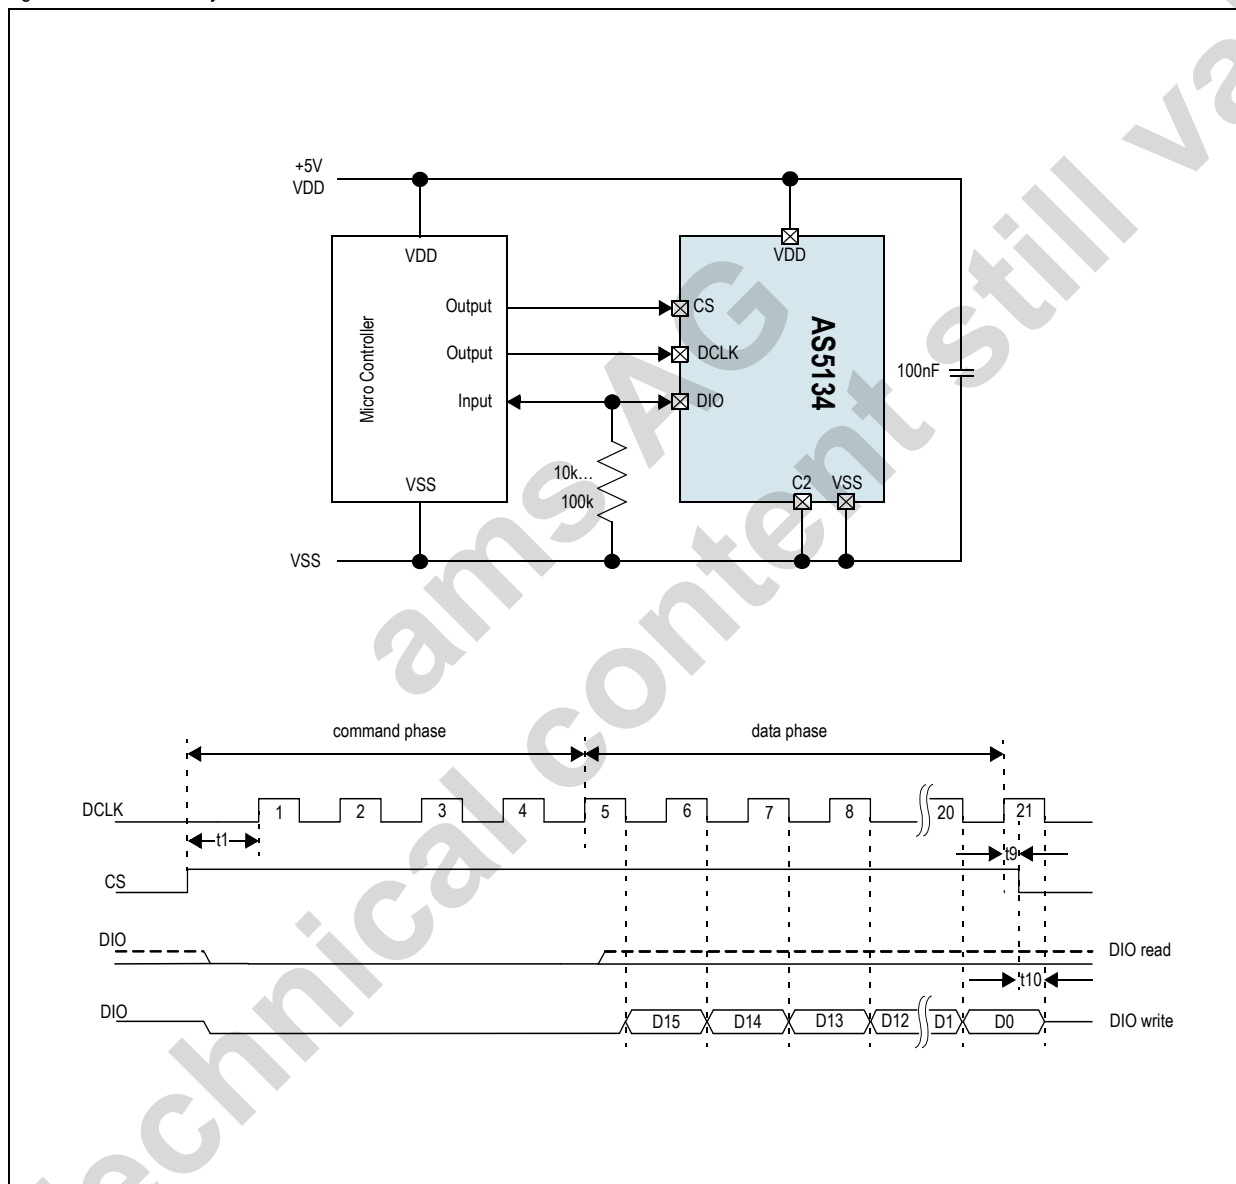 +5V
VDD
VDD
VDD
Output
CS
Output
DCLK
Input
DIO
Micro Controller
AS5134
100nF
10k...
100k
VSS
C2 VSS
VSS
command phase
data phase
DCLK
1 2 3 4 5 6 7 8 20 21
t1
t9
CS
DIO
DIO read
t10
DIO
D15 D14 D13 D12 D1 D0
DIO write
ams AG
technical content still va